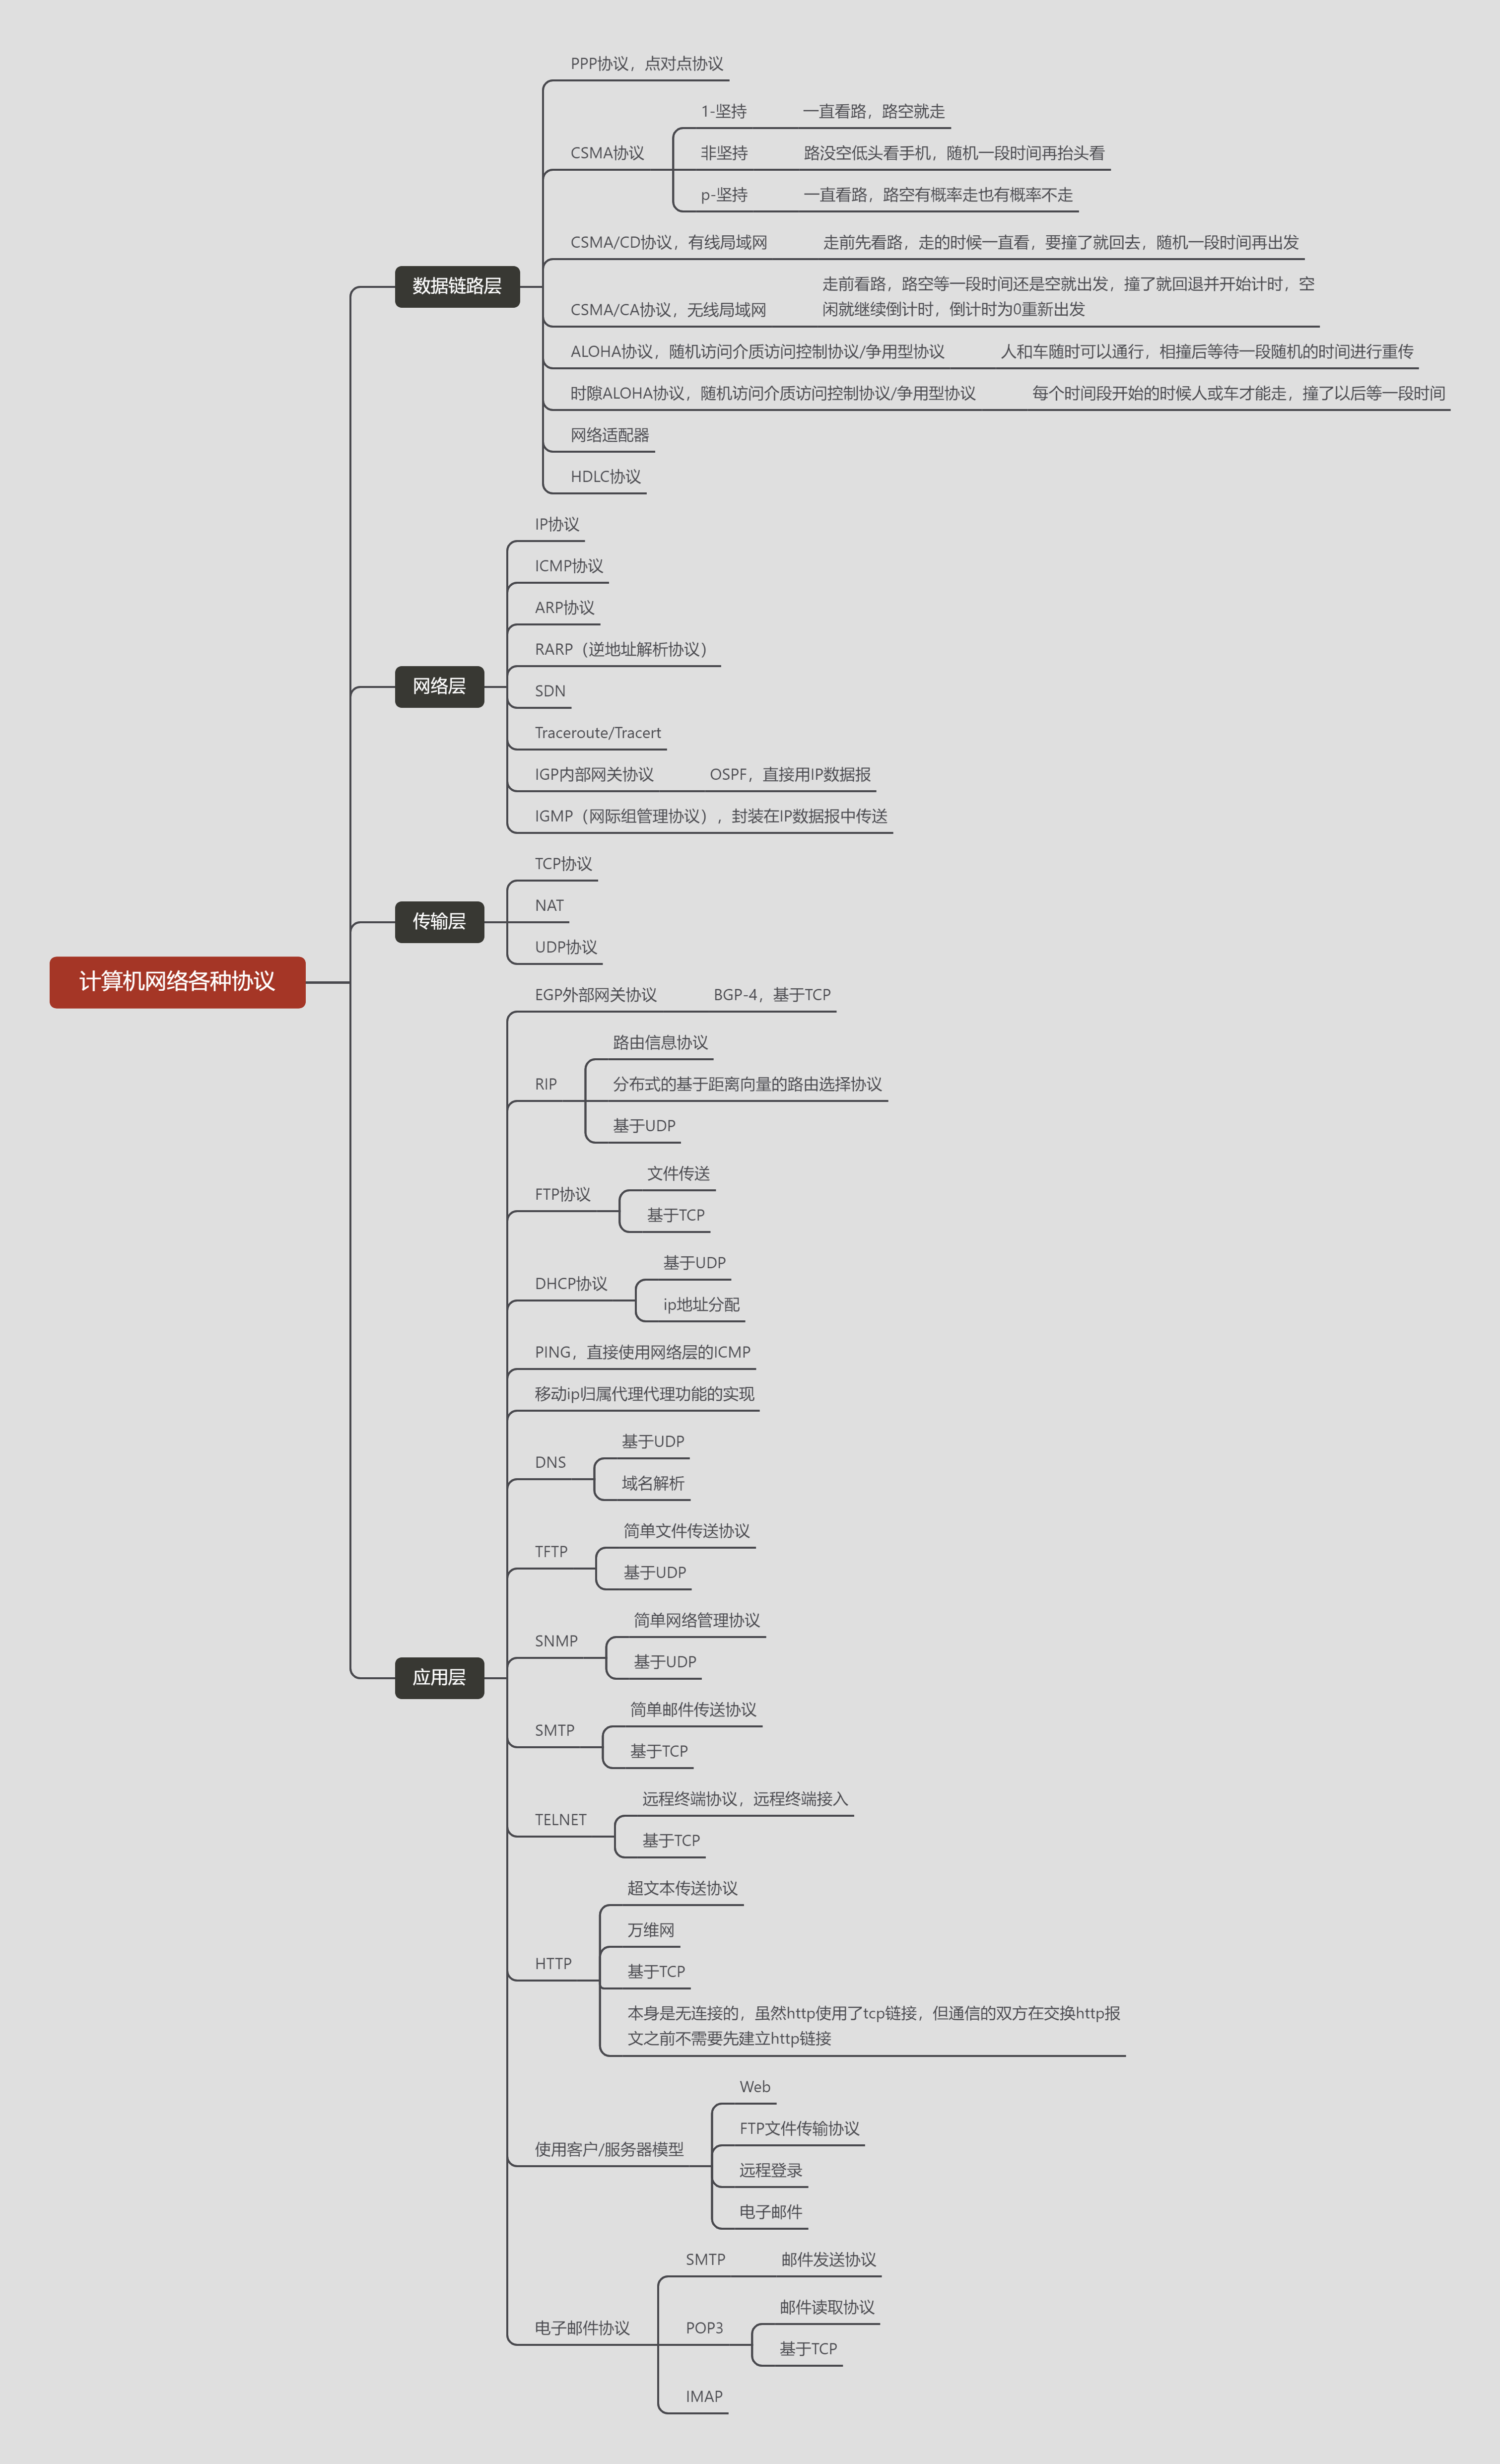 计算机网络各种协议
数据链路层
PPP协议，点对点协议
CSMA协议
1-坚持
一直看路，路空就走
非坚持
路没空低头看手机，随机一段时间再抬头看
p-坚持
一直看路，路空有概率走也有概率不走
CSMA/CD协议，有线局域网
走前先看路，走的时候一直看，要撞了就回去，随机一段时间再出发
CSMA/CA协议，无线局域网
走前看路，路空等一段时间还是空就出发，撞了就回退并开始计时，空
闲就继续倒计时，倒计时为0重新出发
ALOHA协议，随机访问介质访问控制协议/争用型协议
人和车随时可以通行，相撞后等待一段随机的时间进行重传
时隙ALOHA协议，随机访问介质访问控制协议/争用型协议
每个时间段开始的时候人或车才能走，撞了以后等一段时间
网络适配器
HDLC协议
网络层
IP协议
ICMP协议
ARP协议
RARP（逆地址解析协议）
SDN
Traceroute/Tracert
IGP内部网关协议
OSPF，直接用IP数据报
IGMP（网际组管理协议），封装在IP数据报中传送
传输层
TCP协议
NAT
UDP协议
应用层
EGP外部网关协议
BGP-4，基于TCP
RIP
路由信息协议
分布式的基于距离向量的路由选择协议
基于UDP
FTP协议
文件传送
基于TCP
DHCP协议
基于UDP
ip地址分配
PING，直接使用网络层的ICMP
移动ip归属代理代理功能的实现
DNS
基于UDP
域名解析
TFTP
简单文件传送协议
基于UDP
SNMP
简单网络管理协议
基于UDP
SMTP
简单邮件传送协议
基于TCP
TELNET
远程终端协议，远程终端接入
基于TCP
HTTP
超文本传送协议
万维网
基于TCP
本身是无连接的，虽然http使用了tcp链接，但通信的双方在交换http报
文之前不需要先建立http链接
使用客户/服务器模型
Web
FTP文件传输协议
远程登录
电子邮件
电子邮件协议
SMTP
邮件发送协议
POP3
邮件读取协议
基于TCP
IMAP